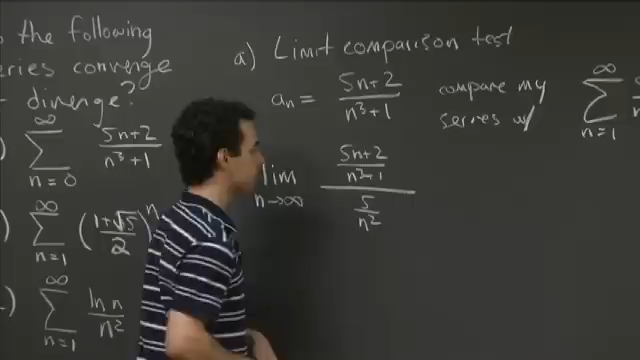 the following
series converge
diverge?
∞
Σ
n=0
5n+2
n³+1
∞
Σ
n=1
(1+√5
2)ⁿ
∞
Σ
n=1
ln n
n²
a) Limit comparison test
aₙ = 5n+2
n³+1
compare my
series w/
∞
Σ
n=1
lim
n→∞
5n+2
n³+1
5
n²